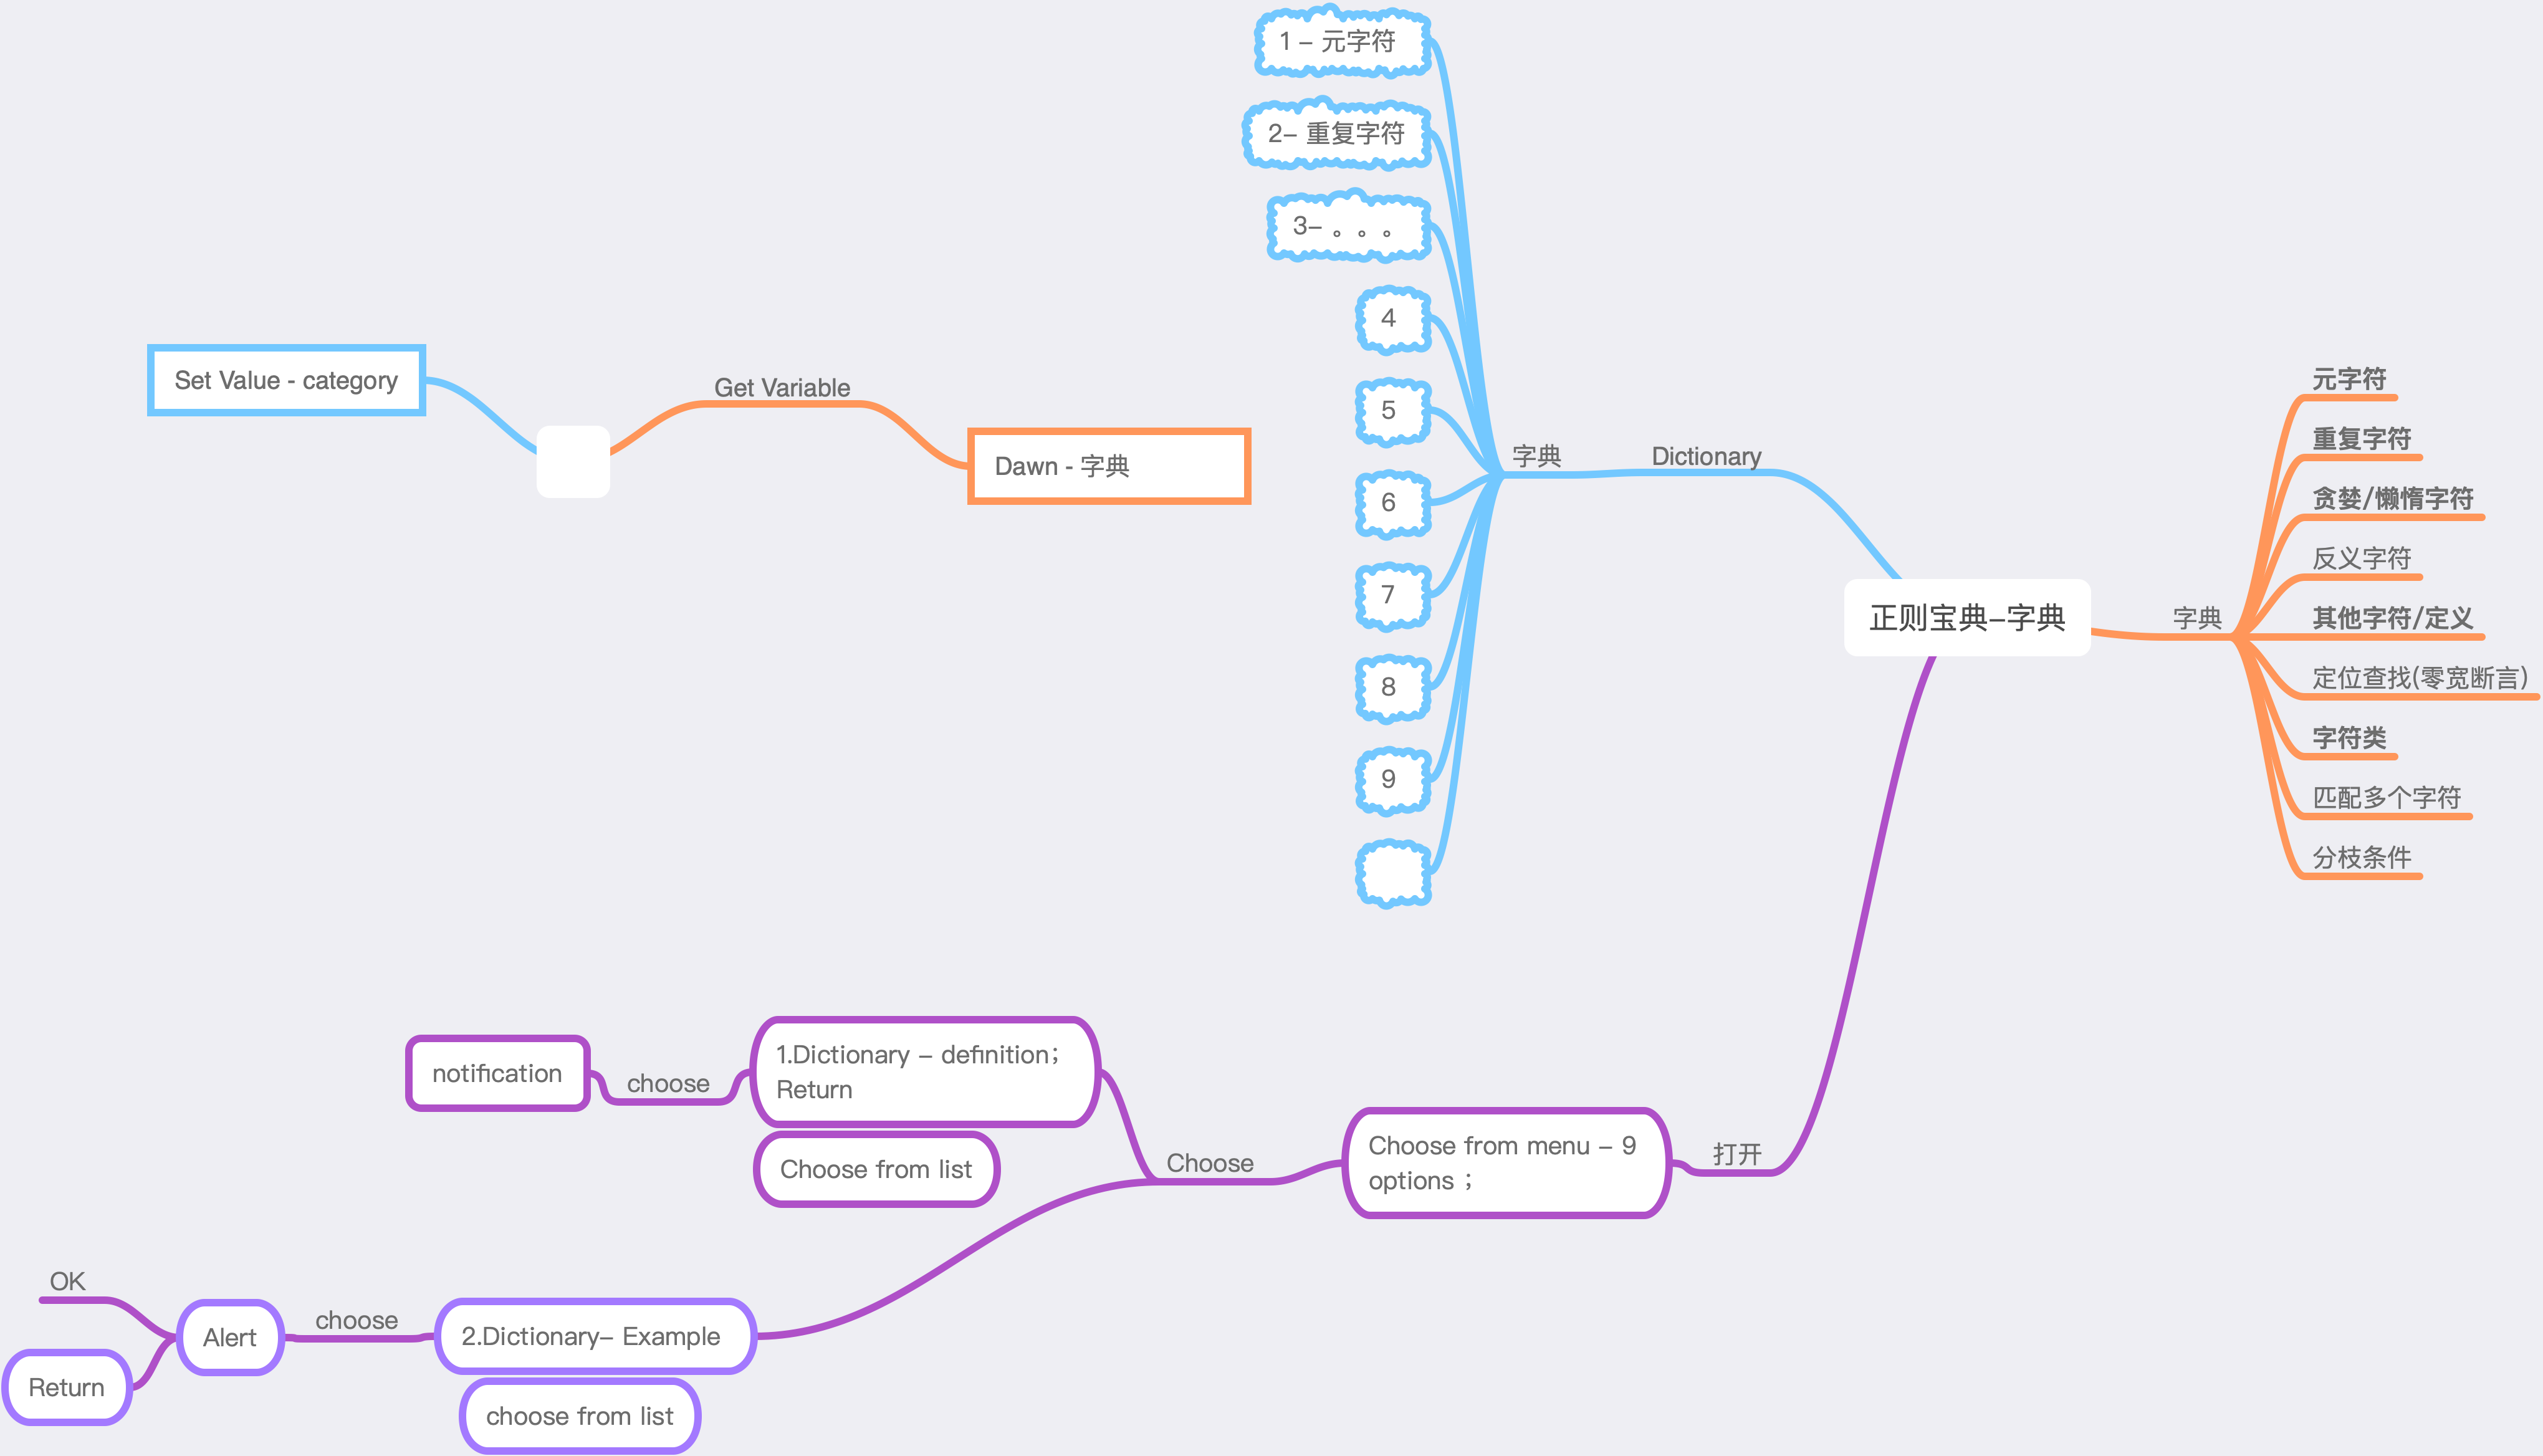 1 – 元字符
2– 重复字符
3– 。。。
4
5
6
7
8
9
字典
Dictionary
Set Value - category
Get Variable
Dawn - 字典
正则宝典–字典
字典
元字符
重复字符
贪婪/懒惰字符
反义字符
其他字符/定义
定位查找(零宽断言)
字符类
匹配多个字符
分枝条件
打开
Choose from menu – 9
options ；
Choose
1.Dictionary – definition；
Return
Choose from list
choose
notification
2.Dictionary– Example
choose from list
choose
Alert
OK
Return